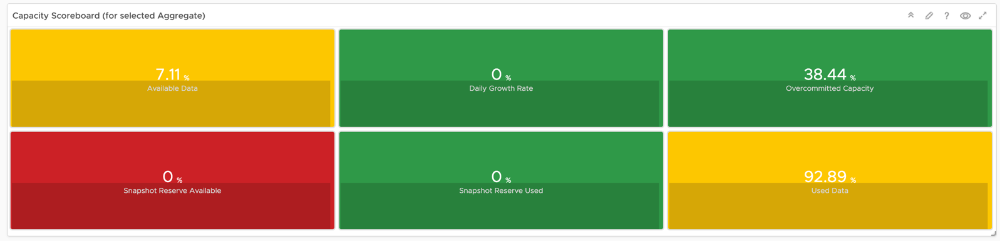 Capacity Scoreboard (for selected Aggregate)
?
7.11 %
Available Data
0 %
Daily Growth Rate
38.44 %
Overcommitted Capacity
0 %
Snapshot Reserve Available
0 %
Snapshot Reserve Used
92.89 %
Used Data